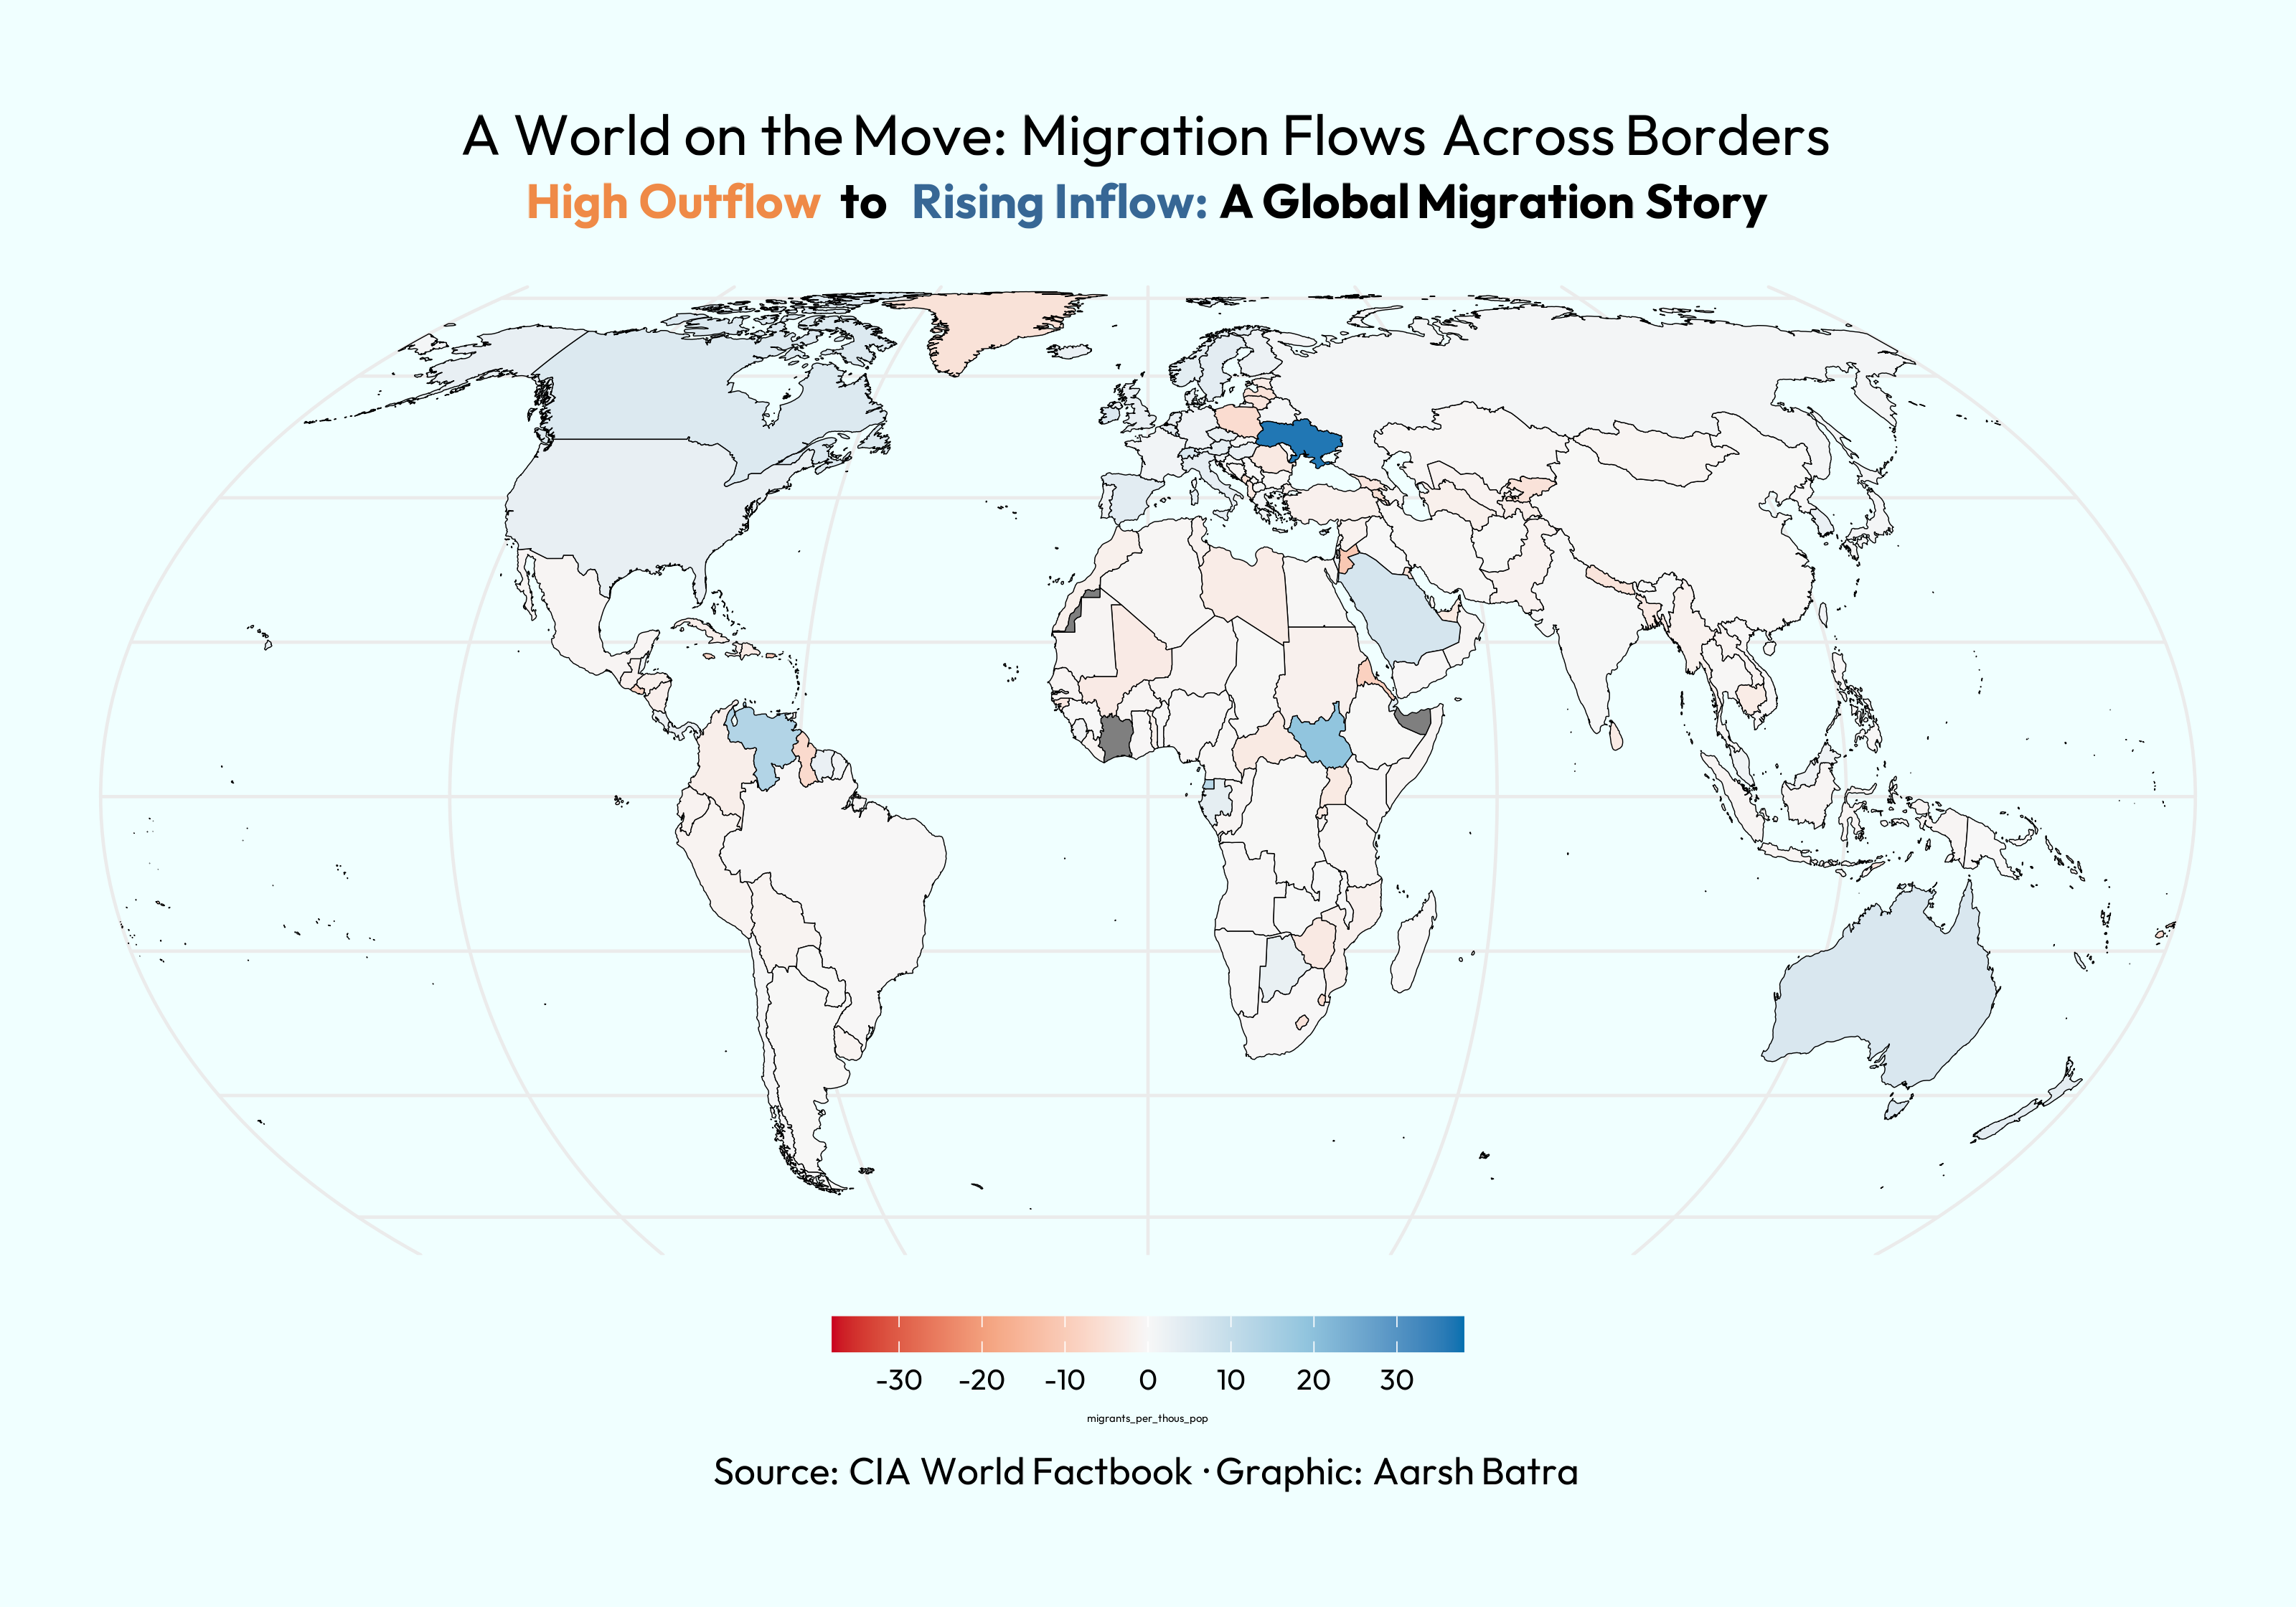 A World on the Move: Migration Flows Across Borders
High Outflow to Rising Inflow: A Global Migration Story
-30 -20 -10 0 10 20 30
migrants_per_thous_pop
Source: CIA World Factbook · Graphic: Aarsh Batra